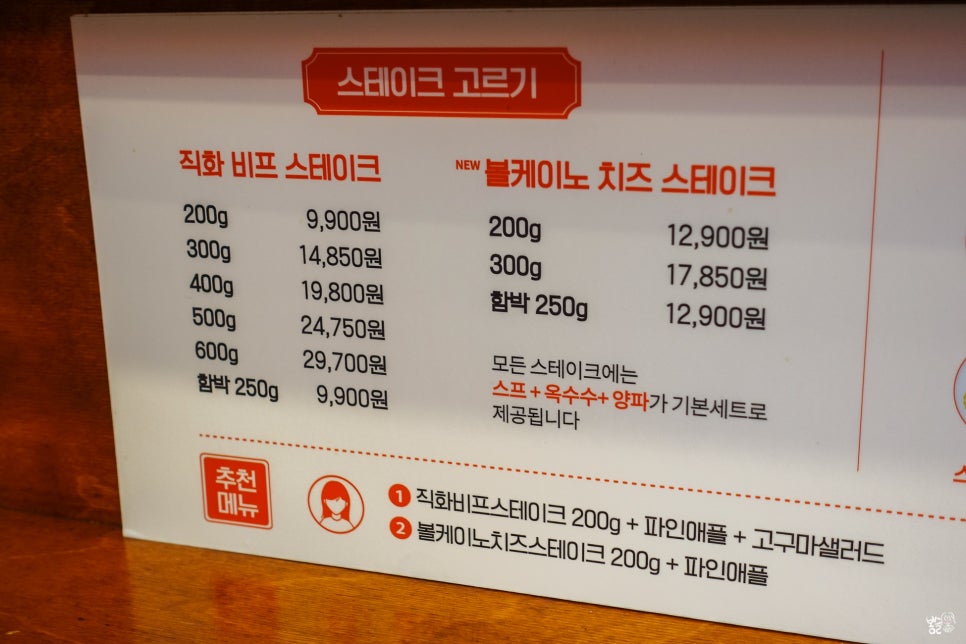 스테이크 고르기
직화 비프 스테이크
200g 9,900원
300g 14,850원
400g 19,800원
500g 24,750원
600g 29,700원
함박 250g 9,900원
NEW 볼케이노 치즈 스테이크
200g 12,900원
300g 17,850원
함박 250g 12,900원
모든 스테이크에는
스프 + 옥수수+ 양파가 기본세트로
제공됩니다
추천
메뉴
1 직화비프스테이크 200g + 파인애플 + 고구마샐러드
2 볼케이노치즈스테이크 200g + 파인애플